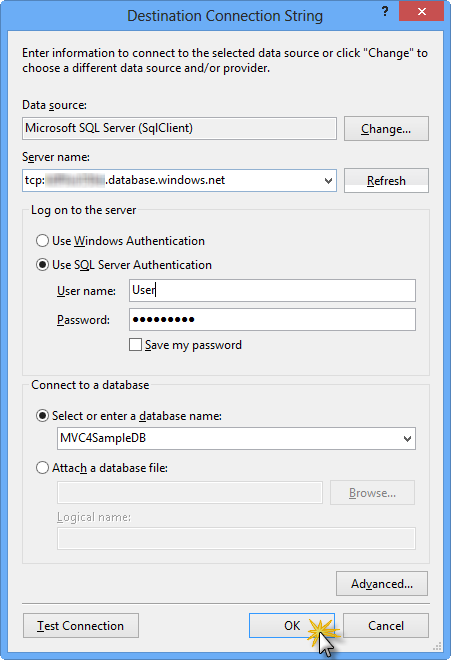 Destination Connection String
?
Enter information to connect to the selected data source or click "Change" to
choose a different data source and/or provider.
Data source:
Microsoft SQL Server (SqlClient)
Change...
Server name:
tcp: .database.windows.net
Refresh
Log on to the server
Use Windows Authentication
Use SQL Server Authentication
User name:
User
Password:
●●●●●●●●●
Save my password
Connect to a database
Select or enter a database name:
MVC4SampleDB
Attach a database file:
Browse...
Logical name:
Advanced...
Test Connection
OK
Cancel